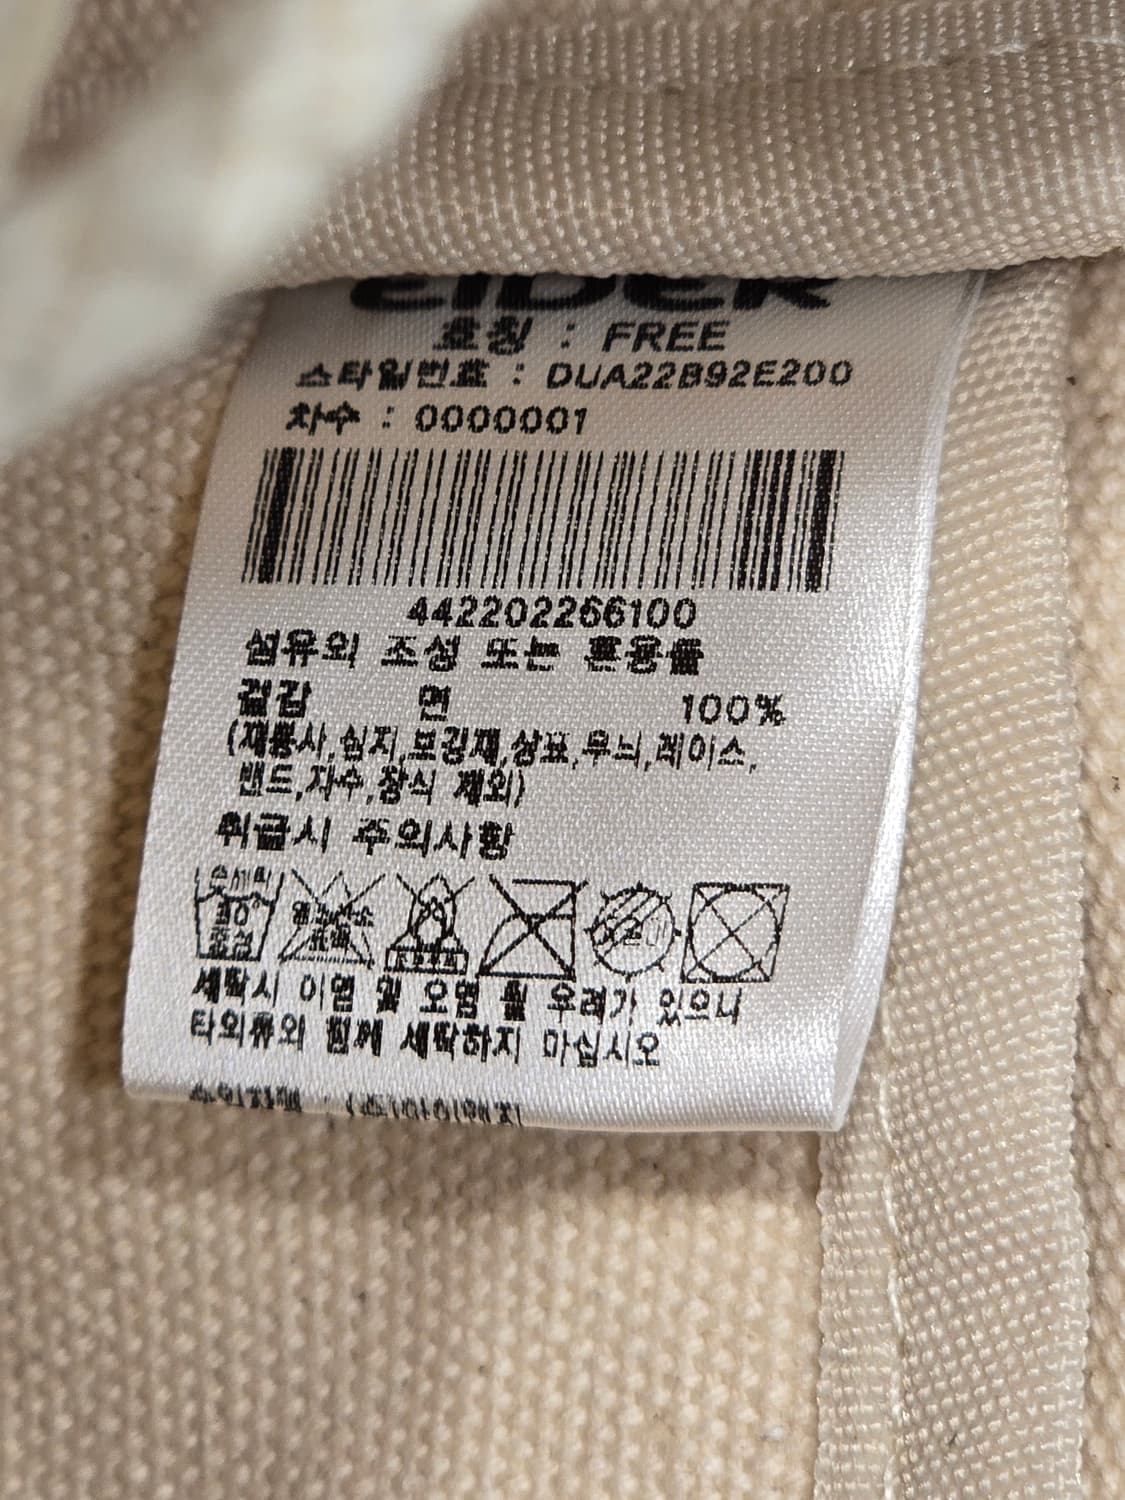 EIDER
호칭 : FREE
스타일번호 : DUA22B92E200
차수 : 0000001
442202266100
섬유의 조성 또는 혼용률
겉감 면 100%
(재봉사,심지,보강재,상표,무늬,레이스,
밴드,자수,장식 제외)
취급시 주의사항
손세탁
세탁시 이염 및 오염 될 우려가 있으니
타의류와 함께 세탁하지 마십시오